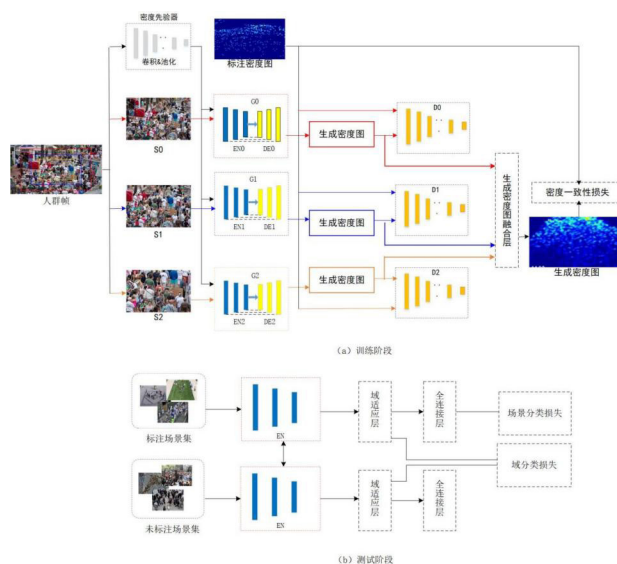 密度先验器
卷积&池化
标注密度图
人群帧
S0
G0
EN0
DE0
生成密度图
D0
S1
G1
EN1
DE1
生成密度图
D1
S2
G2
EN2
DE2
生成密度图
D2
生成密度图融合层
密度一致性损失
生成密度图
（a）训练阶段
标注场景集
EN
域适应层
全连接层
场景分类损失
域分类损失
未标注场景集
EN
域适应层
全连接层
（b）测试阶段